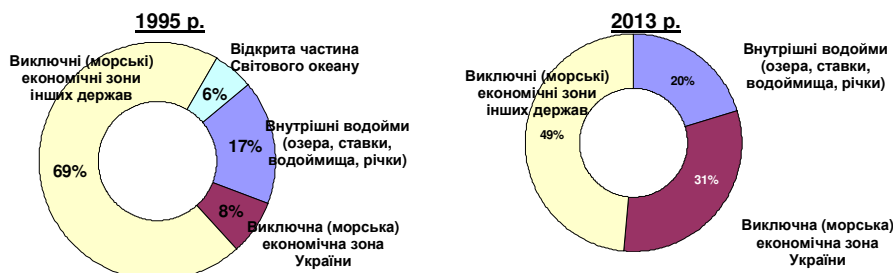 1995 р.
Відкрита частина
Світового океану
Виключні (морські)
економічні зони
інших держав
6%
Внутрішні водойми
(озера, ставки,
водоймища, річки)
17%
69%
8%
Виключна (морська)
економічна зона
України
2013 р.
Внутрішні водойми
(озера, ставки,
водоймища, річки)
Виключні (морські)
економічні зони
інших держав
20%
49%
31%
Виключна (морська)
економічна зона
України